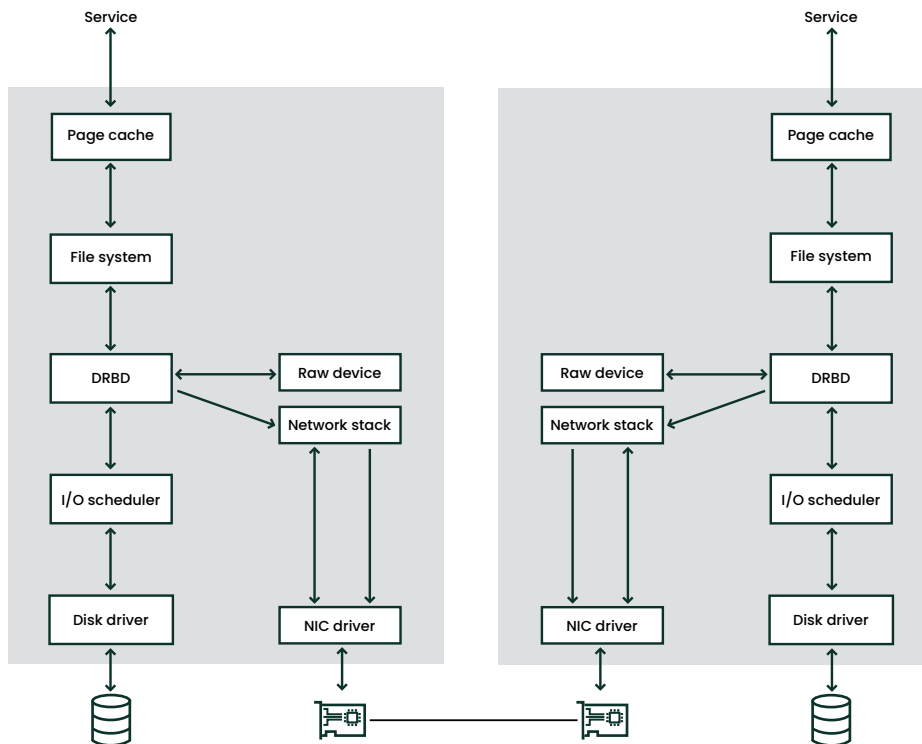 Service
Service
Page cache
Page cache
File system
File system
DRBD
Raw device
Raw device
DRBD
Network stack
Network stack
I/O scheduler
I/O scheduler
Disk driver
NIC driver
NIC driver
Disk driver